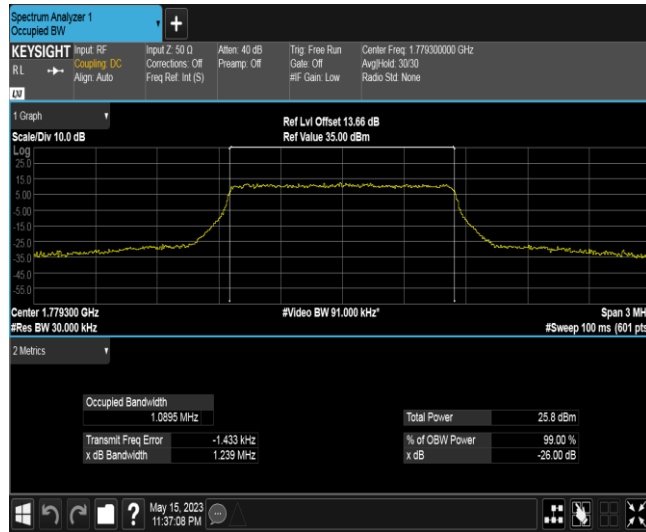 Spectrum Analyzer 1
Occupied BW
+
KEYSIGHT
Input: RF
Coupling: DC
Align: Auto
Input Z: 50 Ω
Corrections: Off
Freq Ref: Int (S)
Atten: 40 dB
Preamp: Off
Trig: Free Run
Gate: Off
#IF Gain: Low
Center Freq: 1.779300000 GHz
Avg|Hold: 30/30
Radio Std: None
R L
LXI
1 Graph
Scale/Div 10.0 dB
Ref Lvl Offset 13.66 dB
Ref Value 35.00 dBm
Log
25.0
15.0
5.00
-5.00
-15.0
-25.0
-35.0
-45.0
-55.0
Center 1.779300 GHz
#Video BW 91.000 kHz*
Span 3 MH
#Res BW 30.000 kHz
#Sweep 100 ms (601 pts
2 Metrics
Occupied Bandwidth
1.0895 MHz
Total Power 25.8 dBm
Transmit Freq Error -1.433 kHz
% of OBW Power 99.00 %
x dB Bandwidth 1.239 MHz
x dB -26.00 dB
?
May 15, 2023
11:37:08 PM